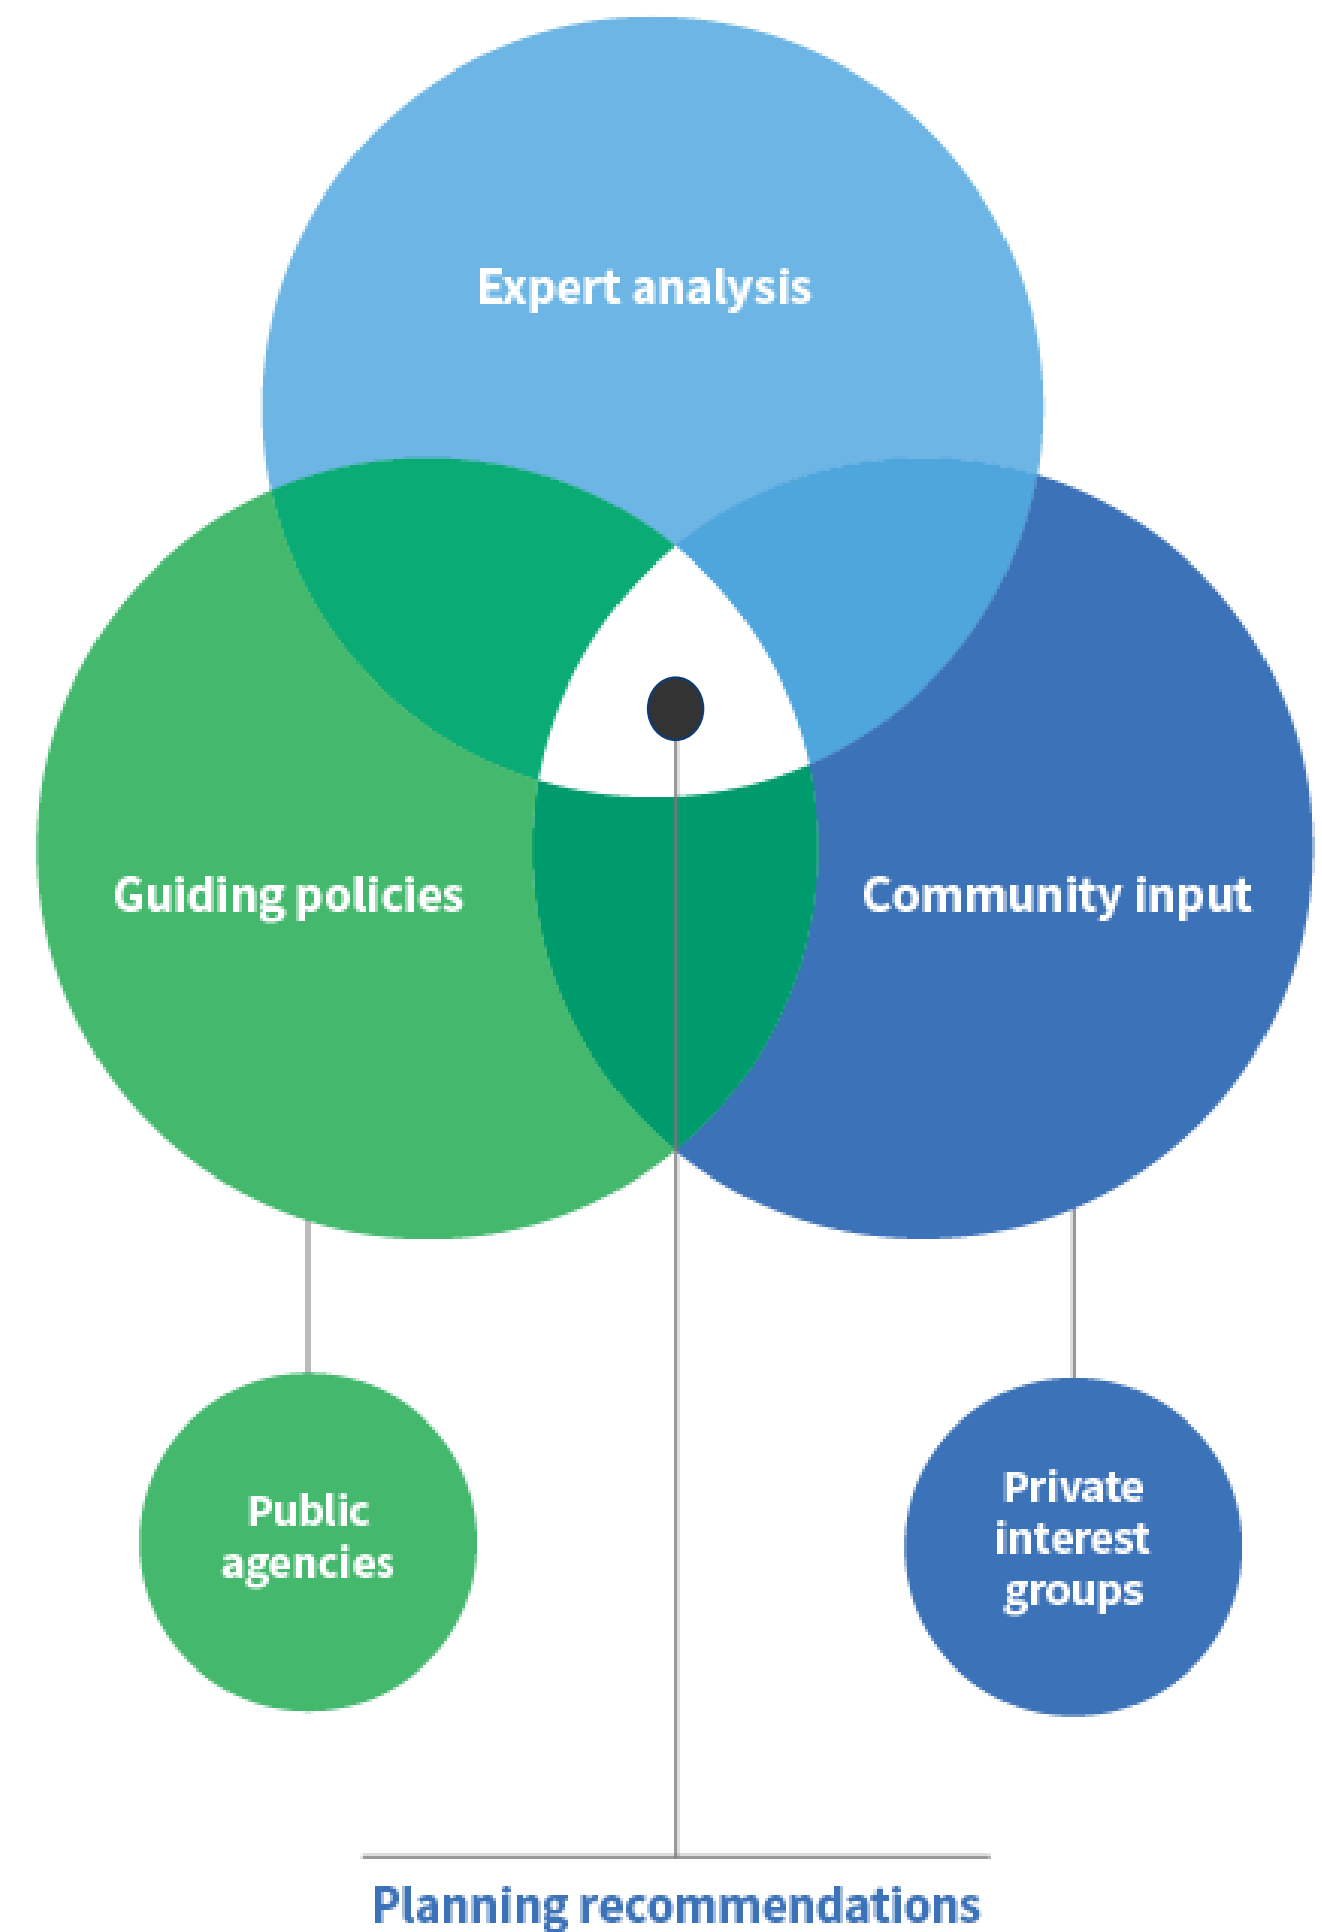 Expert analysis
Guiding policies
Community input
Public
agencies
Private
interest
groups
Planning recommendations